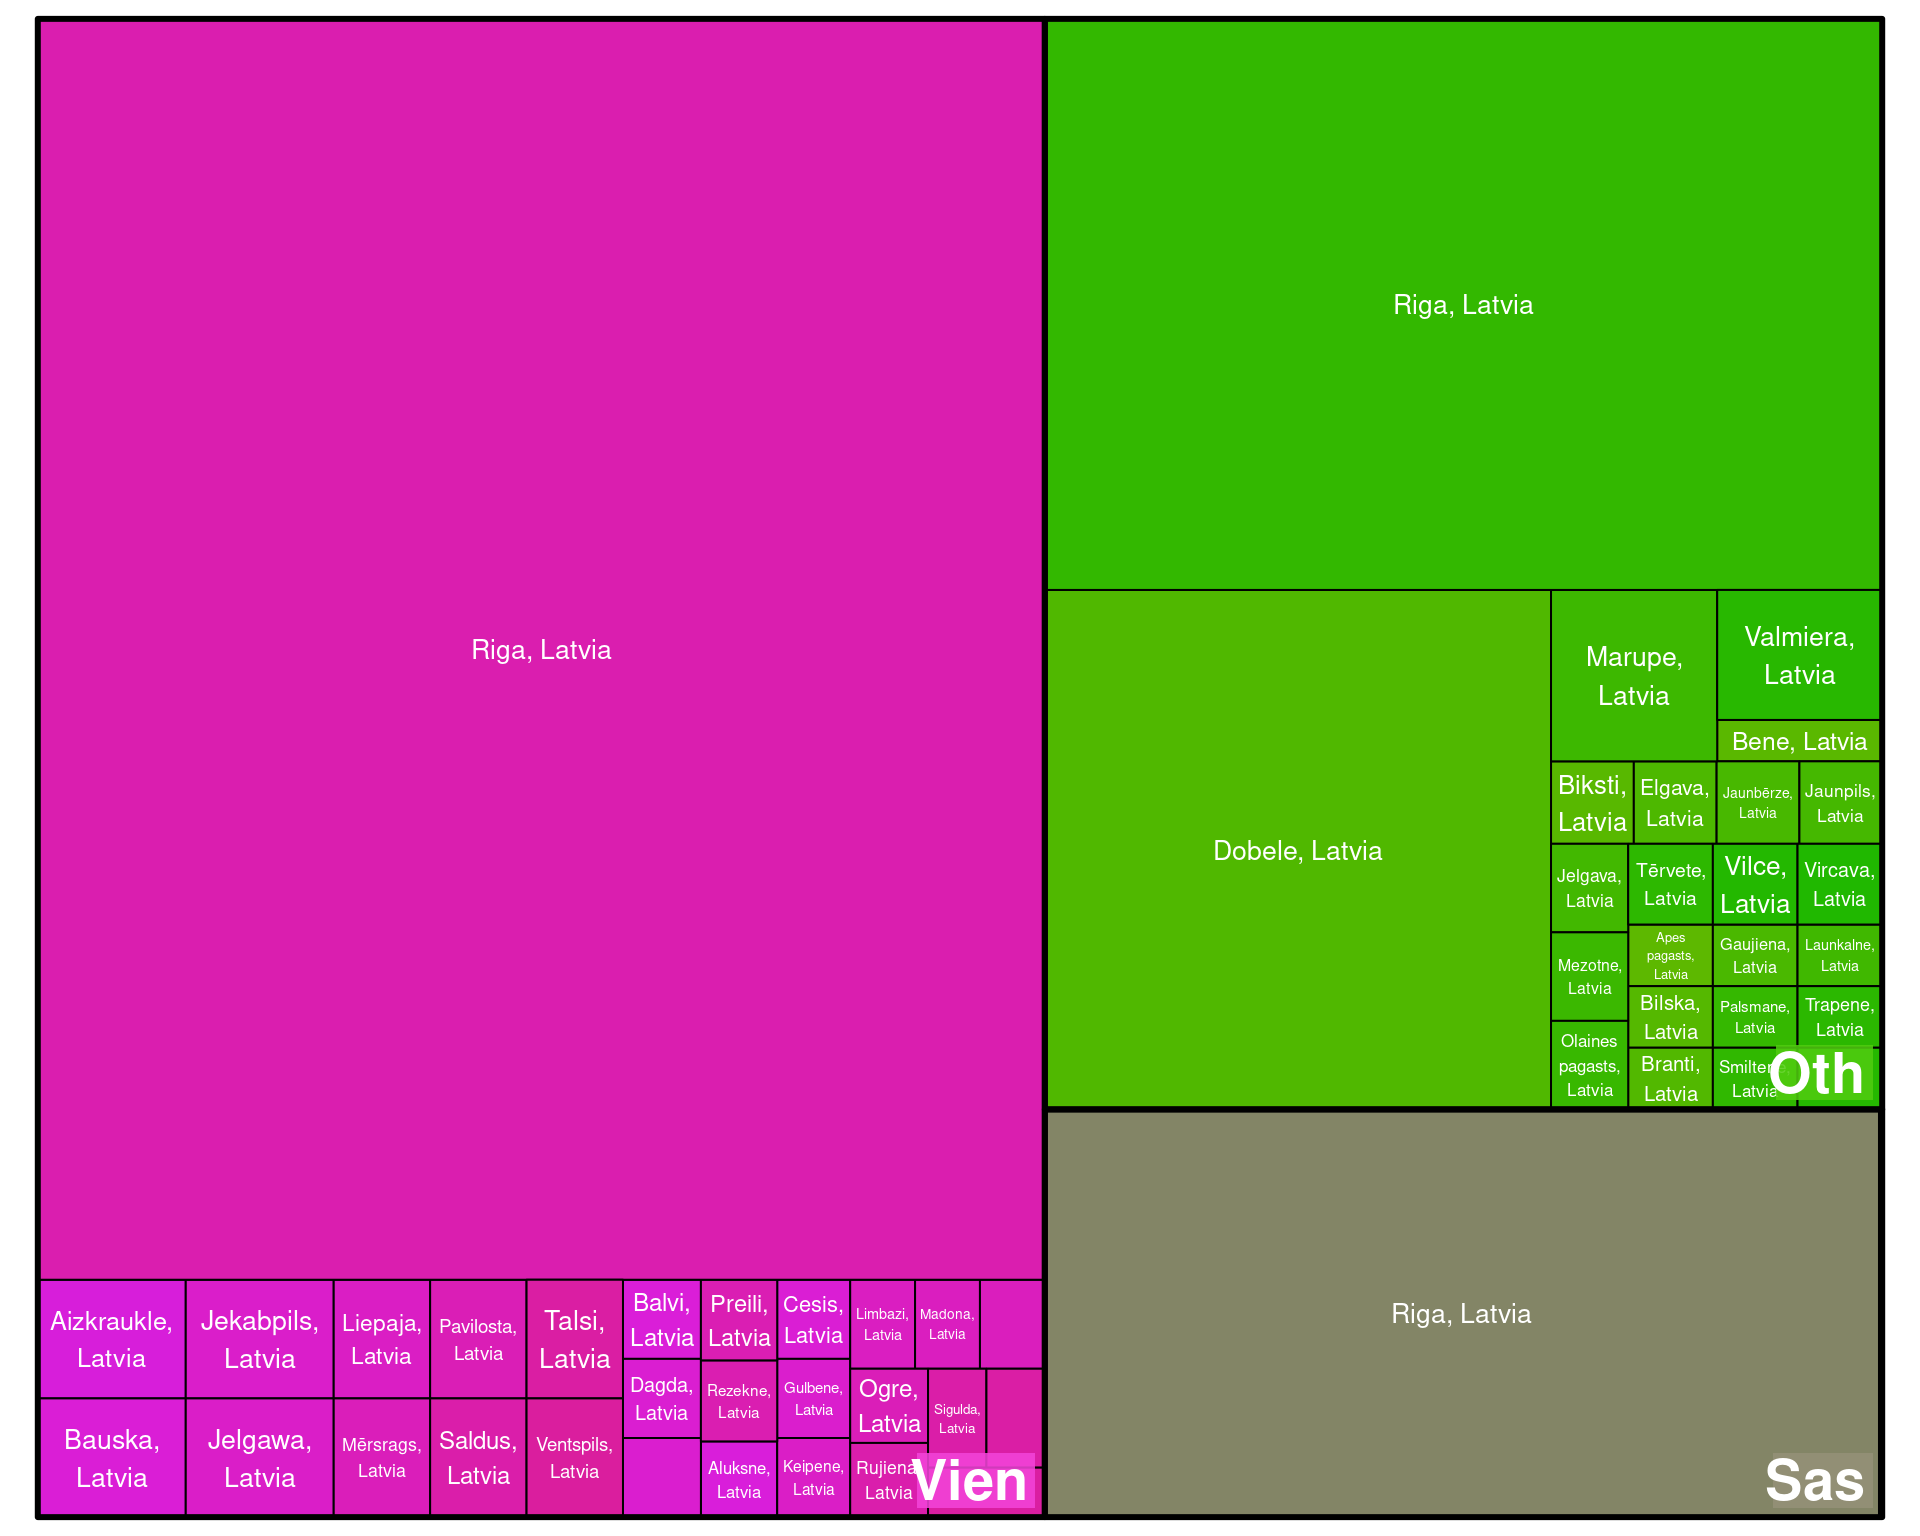 Riga, Latvia
Aizkraukle,
Latvia
Bauska,
Latvia
Jekabpils,
Latvia
Jelgawa,
Latvia
Liepaja,
Latvia
Mērsrags,
Latvia
Pavilosta,
Latvia
Saldus,
Latvia
Talsi,
Latvia
Ventspils,
Latvia
Balvi,
Latvia
Dagda,
Latvia
Preili,
Latvia
Rezekne,
Latvia
Aluksne,
Latvia
Cesis,
Latvia
Gulbene,
Latvia
Keipene,
Latvia
Limbazi,
Latvia
Madona,
Latvia
Ogre,
Latvia
Rujiena,
Latvia
Sigulda,
Latvia
Vien
Riga, Latvia
Dobele, Latvia
Marupe,
Latvia
Valmiera,
Latvia
Bene, Latvia
Biksti,
Latvia
Elgava,
Latvia
Jaunbērze,
Latvia
Jaunpils,
Latvia
Jelgava,
Latvia
Mezotne,
Latvia
Olaines
pagasts,
Latvia
Tērvete,
Latvia
Vilce,
Latvia
Vircava,
Latvia
Apes
pagasts,
Latvia
Gaujiena,
Latvia
Launkalne,
Latvia
Bilska,
Latvia
Palsmane,
Latvia
Trapene,
Latvia
Branti,
Latvia
Smiltene,
Latvia
Oth
Riga, Latvia
Sas